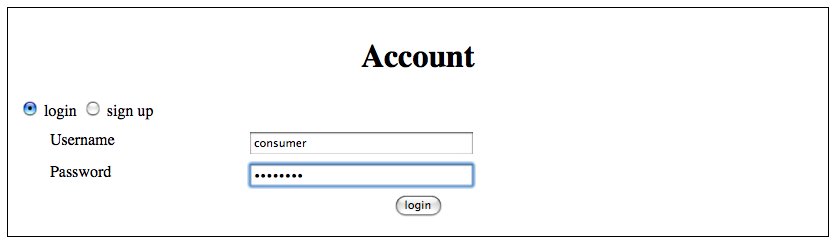 Account
login sign up
Username consumer
Password ••••••••
login